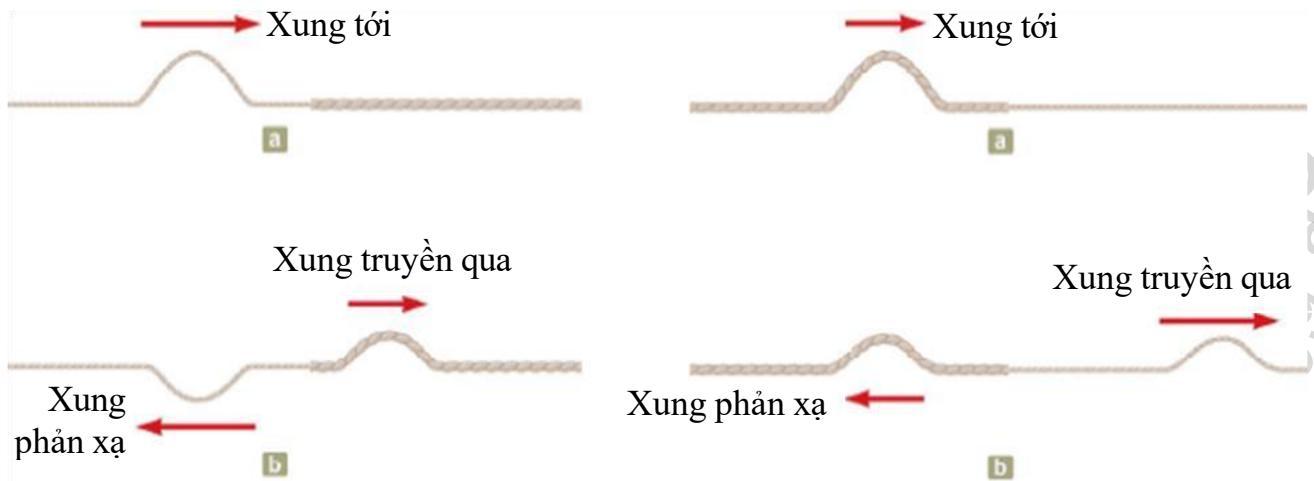 Xung tới
a
Xung tới
a
Xung truyền qua
Xung
phản xạ
b
Xung truyền qua
Xung phản xạ
b